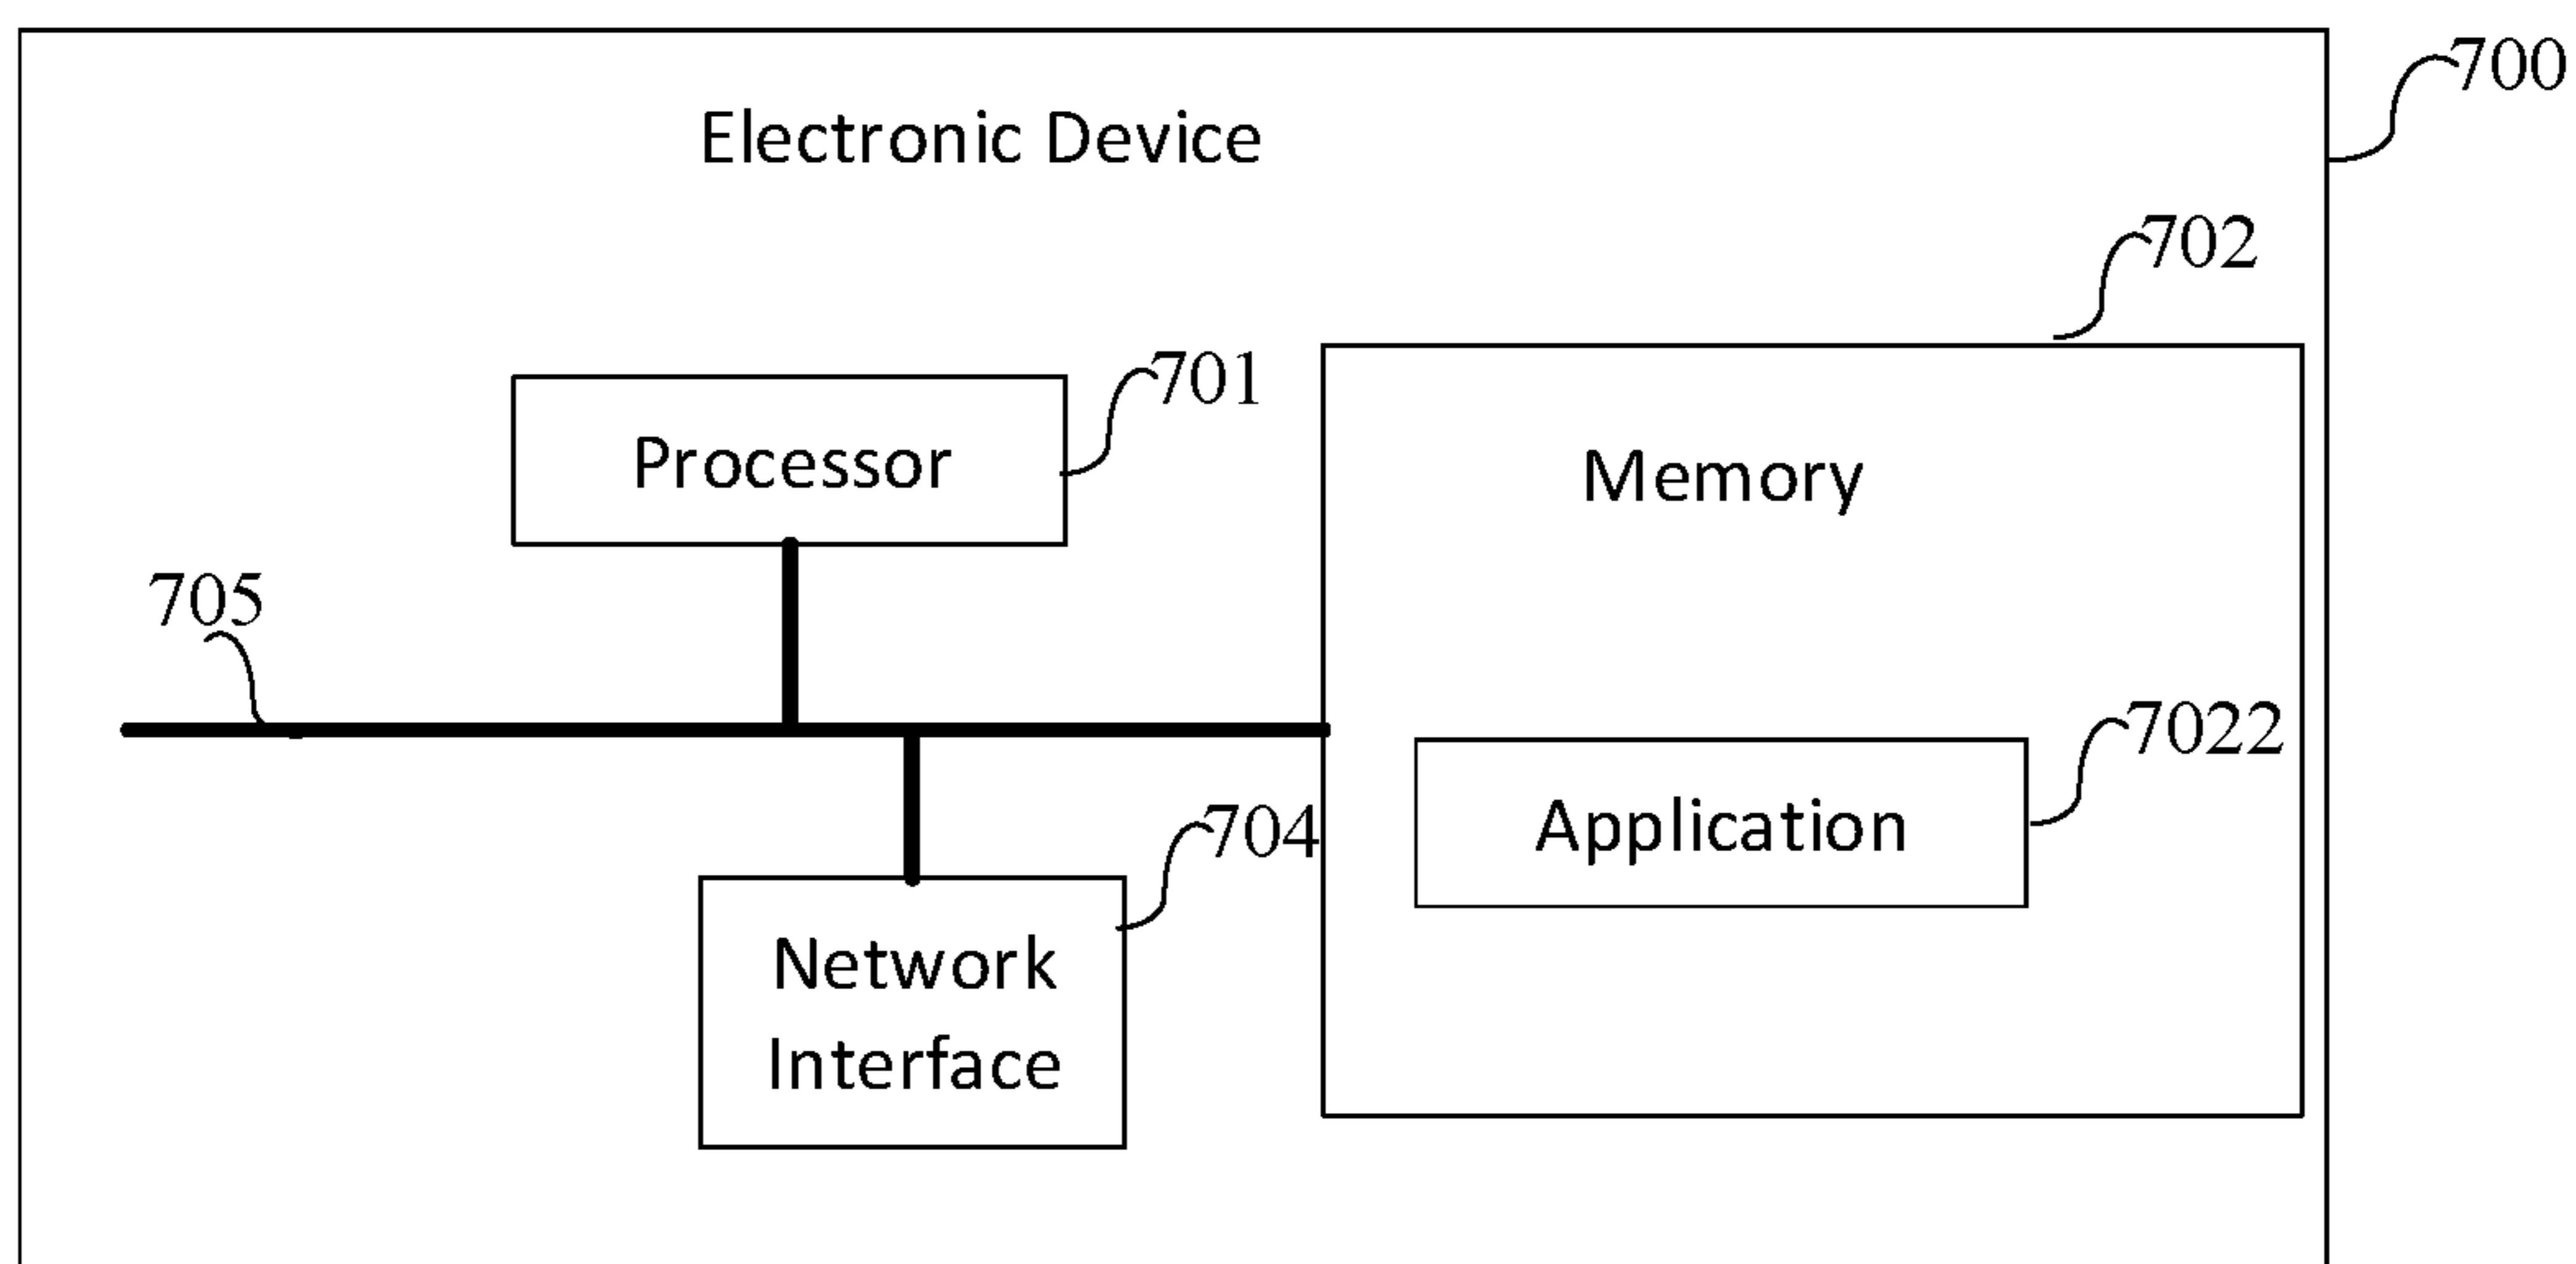 700
Electronic Device
702
701
Processor
Memory
705
7022
Application
704
Network
Interface